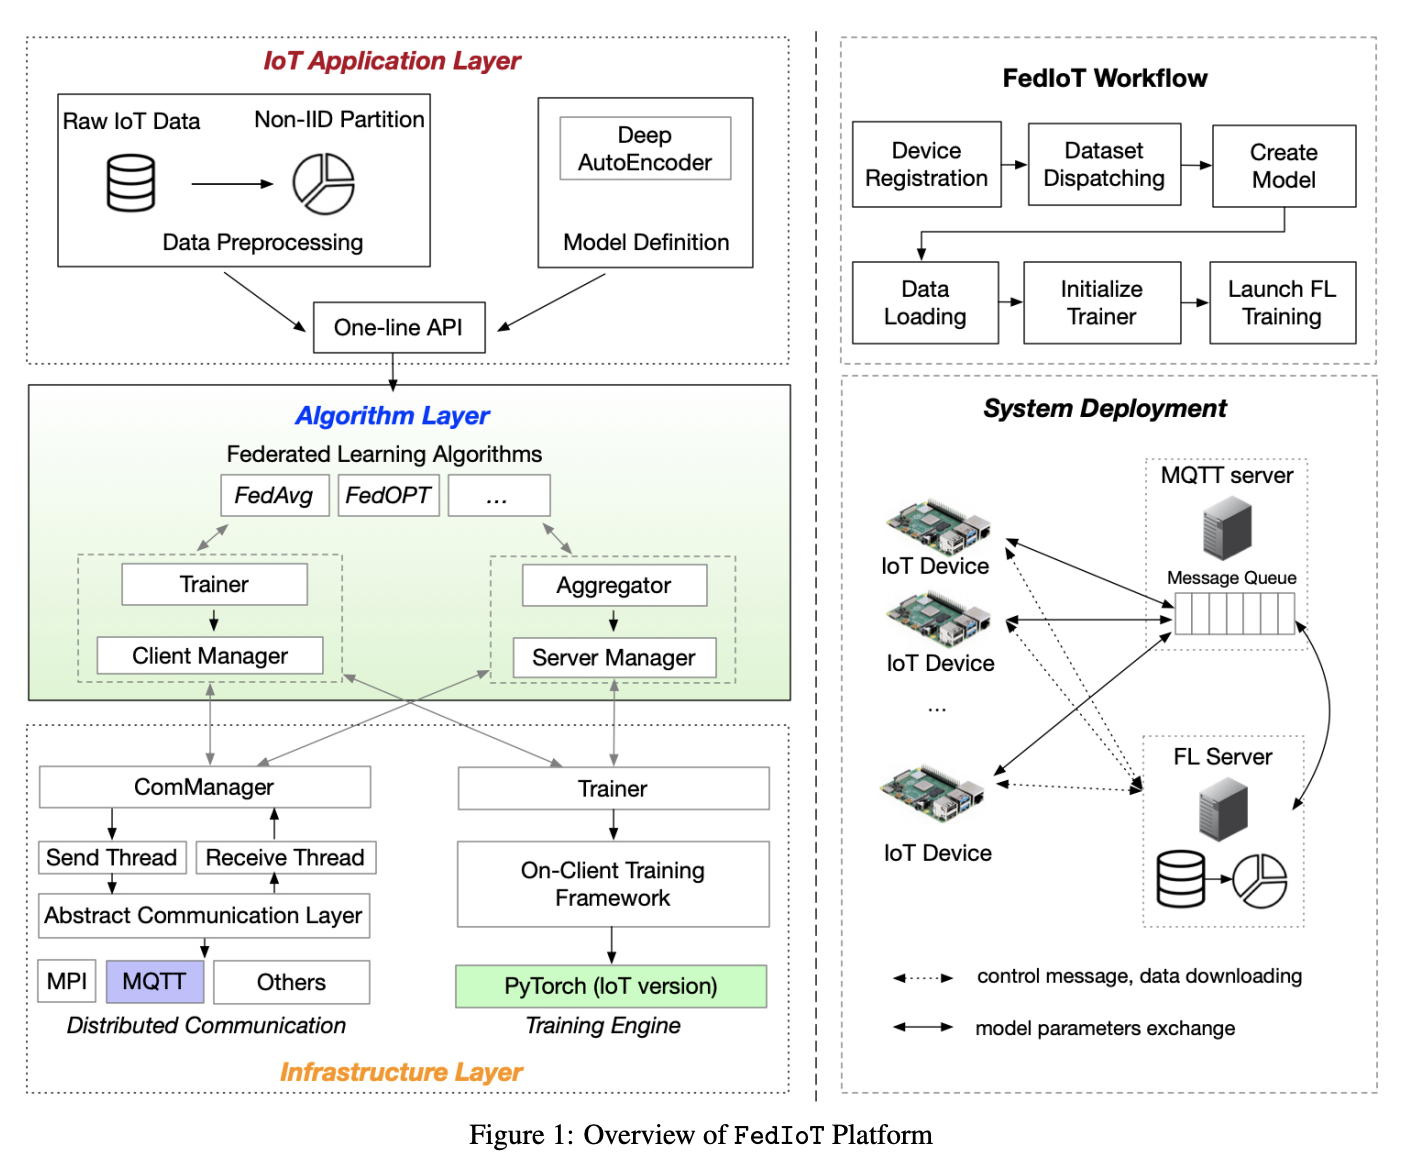 IoT Application Layer
Raw IoT Data
Non-IID Partition
Data Preprocessing
Deep
AutoEncoder
Model Definition
One-line API
Algorithm Layer
Federated Learning Algorithms
FedAvg
FedOPT
...
Trainer
Client Manager
Aggregator
Server Manager
ComManager
Send Thread
Receive Thread
Abstract Communication Layer
MPI
MQTT
Others
Distributed Communication
Trainer
On-Client Training
Framework
PyTorch (IoT version)
Training Engine
Infrastructure Layer
FedIoT Workflow
Device
Registration
Dataset
Dispatching
Create
Model
Data
Loading
Initialize
Trainer
Launch FL
Training
System Deployment
MQTT server
Message Queue
IoT Device
IoT Device
...
IoT Device
FL Server
control message, data downloading
model parameters exchange
Figure 1: Overview of FedIoT Platform